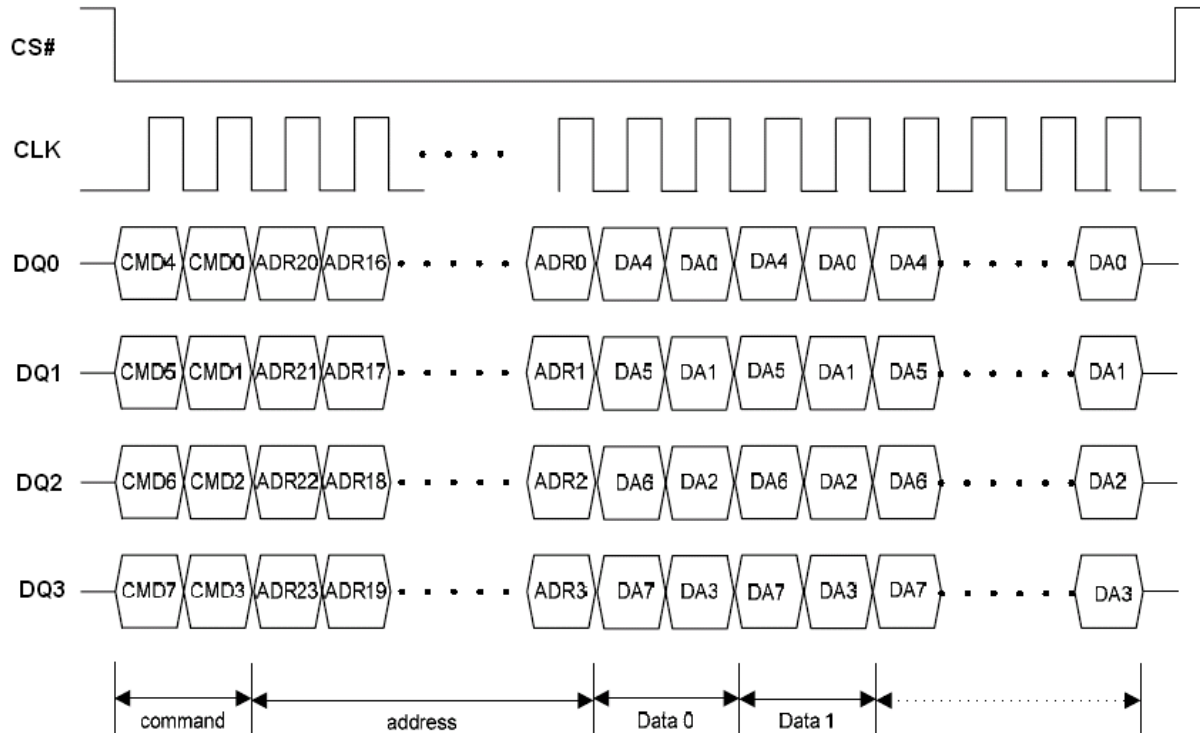 CS#
CLK
DQ0 CMD4 CMD0 ADR20 ADR16 ADR0 DA4 DA0 DA4 DA0 DA4 DA0
DQ1 CMD5 CMD1 ADR21 ADR17 ADR1 DA5 DA1 DA5 DA1 DA5 DA1
DQ2 CMD6 CMD2 ADR22 ADR18 ADR2 DA6 DA2 DA6 DA2 DA6 DA2
DQ3 CMD7 CMD3 ADR23 ADR19 ADR3 DA7 DA3 DA7 DA3 DA7 DA3
command address Data 0 Data 1